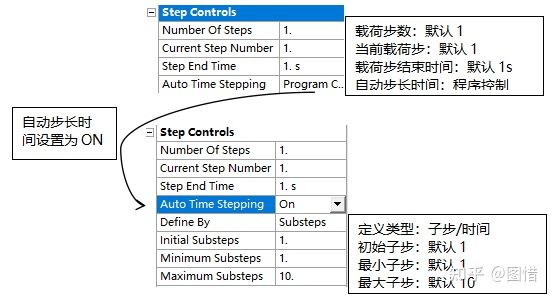 Step Controls
Number Of Steps 1.
Current Step Number 1.
Step End Time 1. s
Auto Time Stepping Program C...
载荷步数：默认 1
当前载荷步：默认 1
载荷步结束时间：默认 1s
自动步长时间：程序控制
自动步长时
间设置为 ON
Step Controls
Number Of Steps 1.
Current Step Number 1.
Step End Time 1. s
Auto Time Stepping On
Define By Substeps
Initial Substeps 1.
Minimum Substeps 1.
Maximum Substeps 10.
定义类型：子步/时间
初始子步：默认 1
最小子步：默认 1
最大子步：默认 10
知乎 @图惜